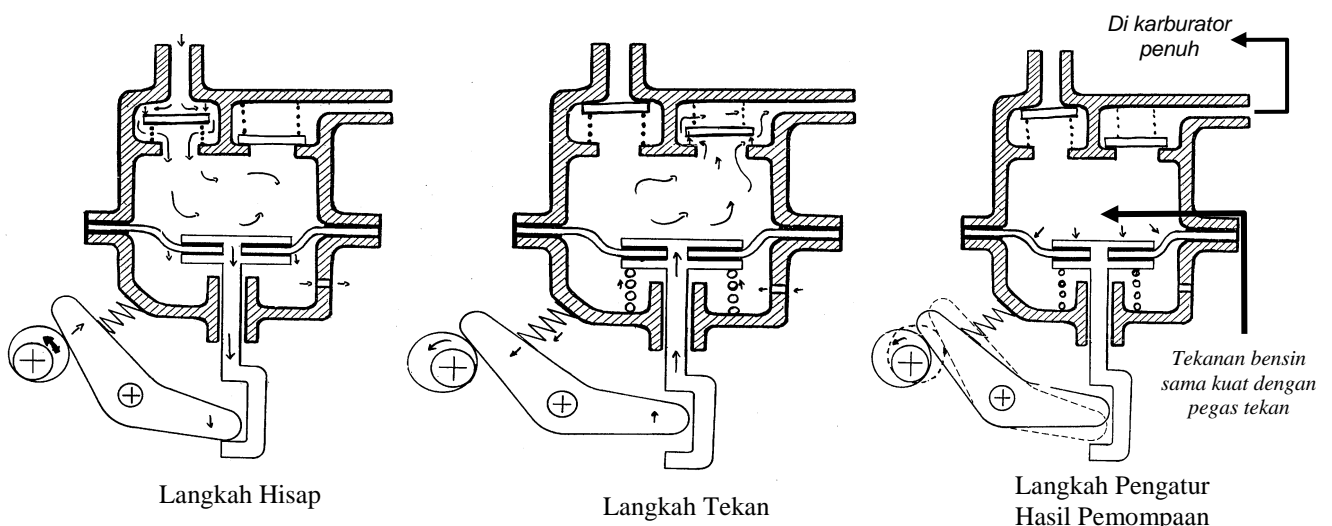 Di karburator
penuh
Tekanan bensin
sama kuat dengan
pegas tekan
Langkah Hisap
Langkah Tekan
Langkah Pengatur
Hasil Pemompaan